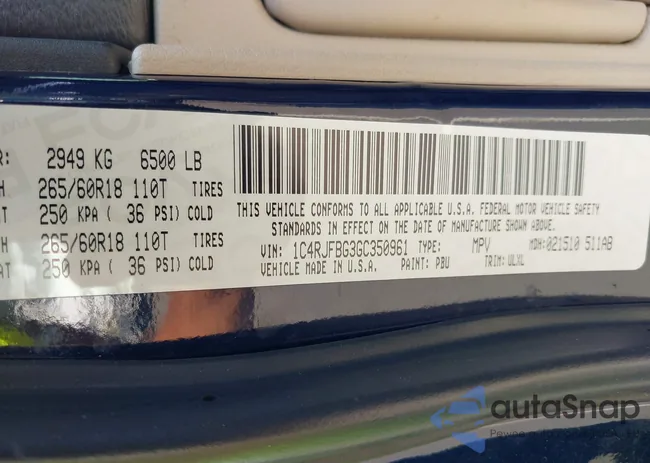 R: 2949 KG 6500 LB
H 265/60R18 110T TIRES
AT 250 KPA ( 36 PSI) COLD
H 265/60R18 110T TIRES
AT 250 KPA ( 36 PSI) COLD
THIS VEHICLE CONFORMS TO ALL APPLICABLE U.S.A. FEDERAL MOTOR VEHICLE SAFETY
STANDARDS IN EFFECT ON THE DATE OF MANUFACTURE SHOWN ABOVE.
VIN: 1C4RJFBG3GC350961 TYPE: MPV MDH: 021510 511AB
VEHICLE MADE IN U.S.A. PAINT: PBU TRIM: ULXL
autaSnap